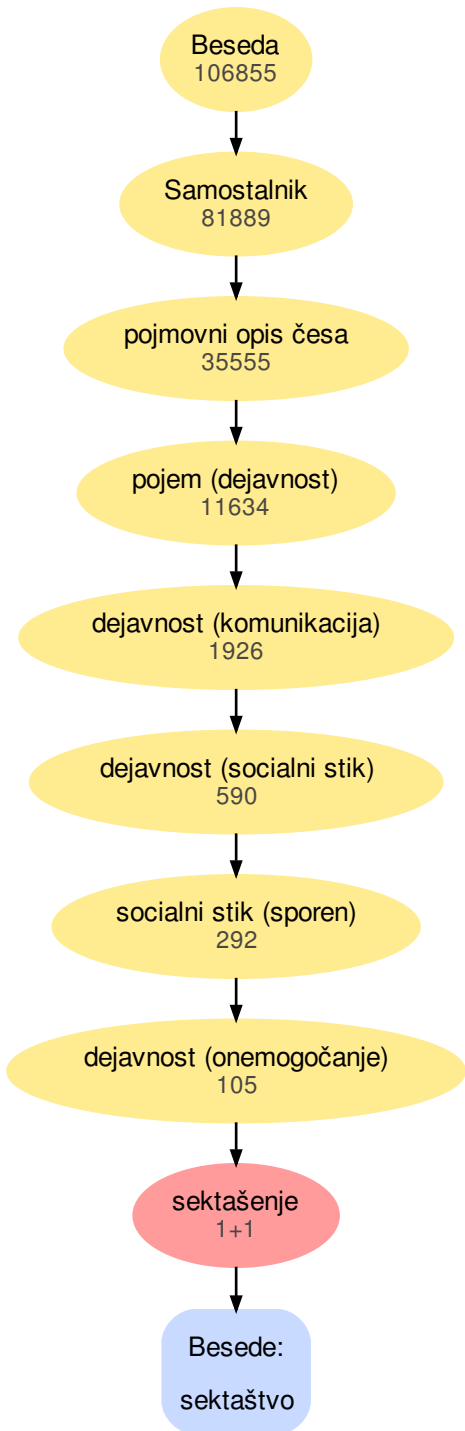 Beseda
106855
Samostalnik
81889
pojmovni opis česa
35555
pojem (dejavnost)
11634
dejavnost (komunikacija)
1926
dejavnost (socialni stik)
590
socialni stik (sporen)
292
dejavnost (onemogočanje)
105
sektašenje
1+1
Besede:
sektaštvo